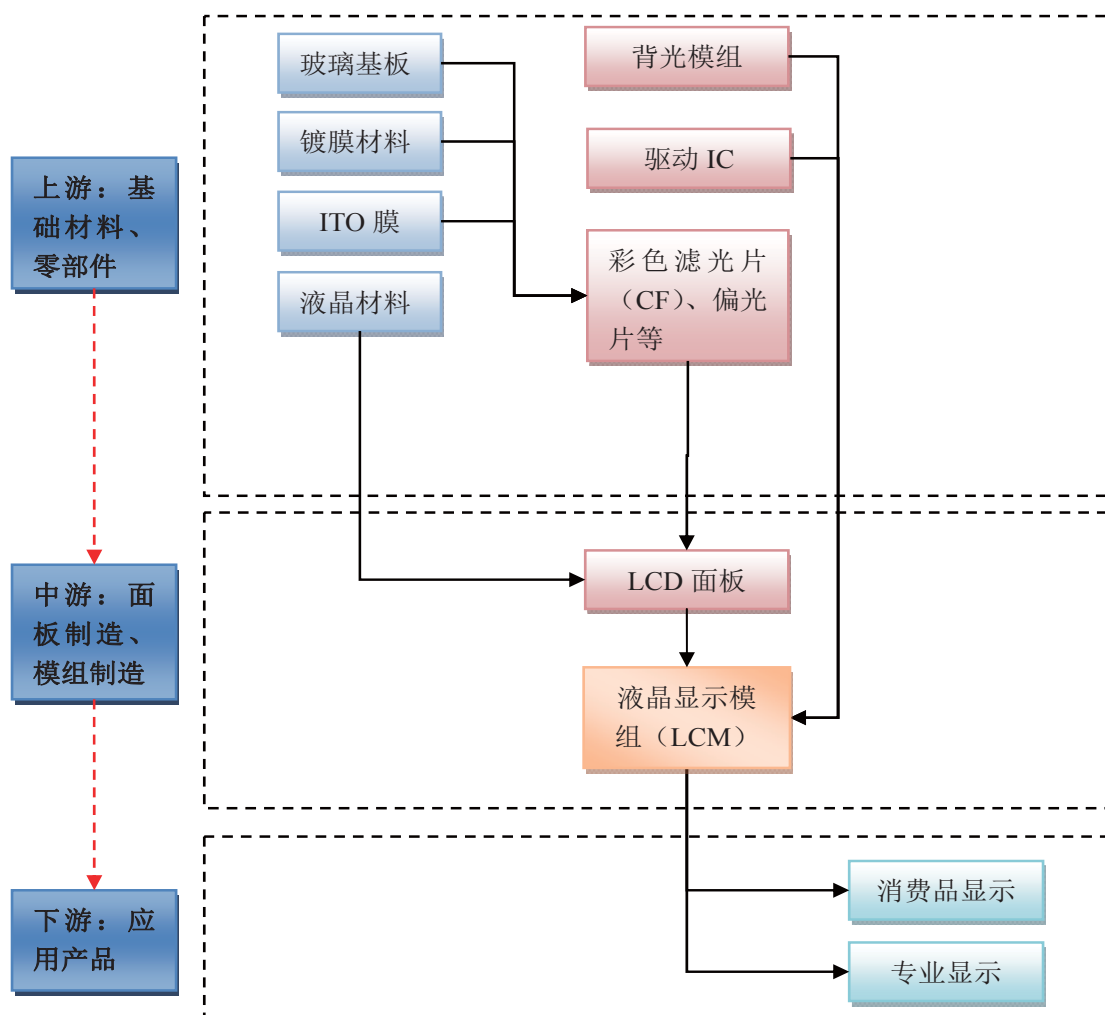 玻璃基板
背光模组
镀膜材料
驱动 IC
上游：基
础材料、
零部件
ITO 膜
彩色滤光片
（CF）、偏光
片等
液晶材料
中游：面
板制造、
模组制造
LCD 面板
液晶显示模
组（LCM）
下游：应
用产品
消费品显示
专业显示